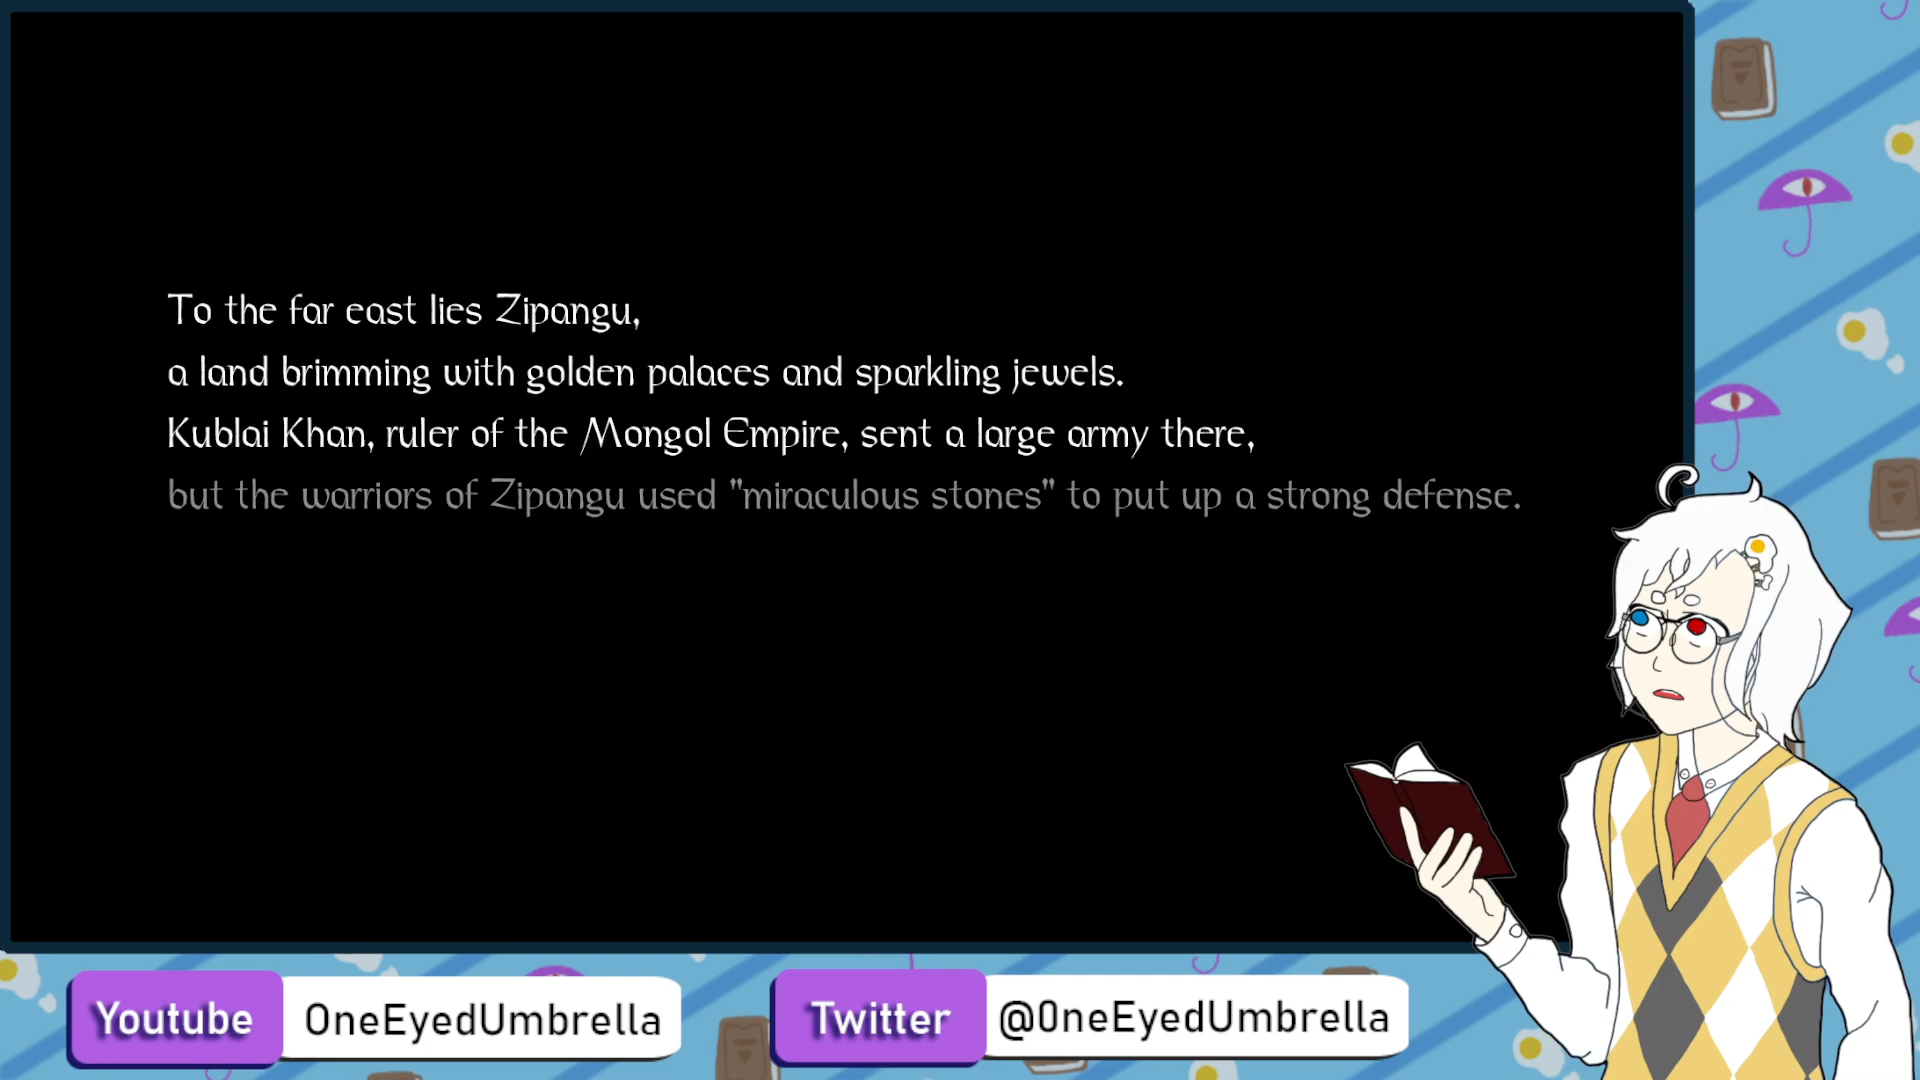 To the far east lies Zipangu,
a land brimming with golden palaces and sparkling jewels.
Kublai Khan, ruler of the Mongol Empire, sent a large army there,
but the warriors of Zipangu used "miraculous stones" to put up a strong defense.
Youtube OneEyedUmbrella
Twitter @OneEyedUmbrella